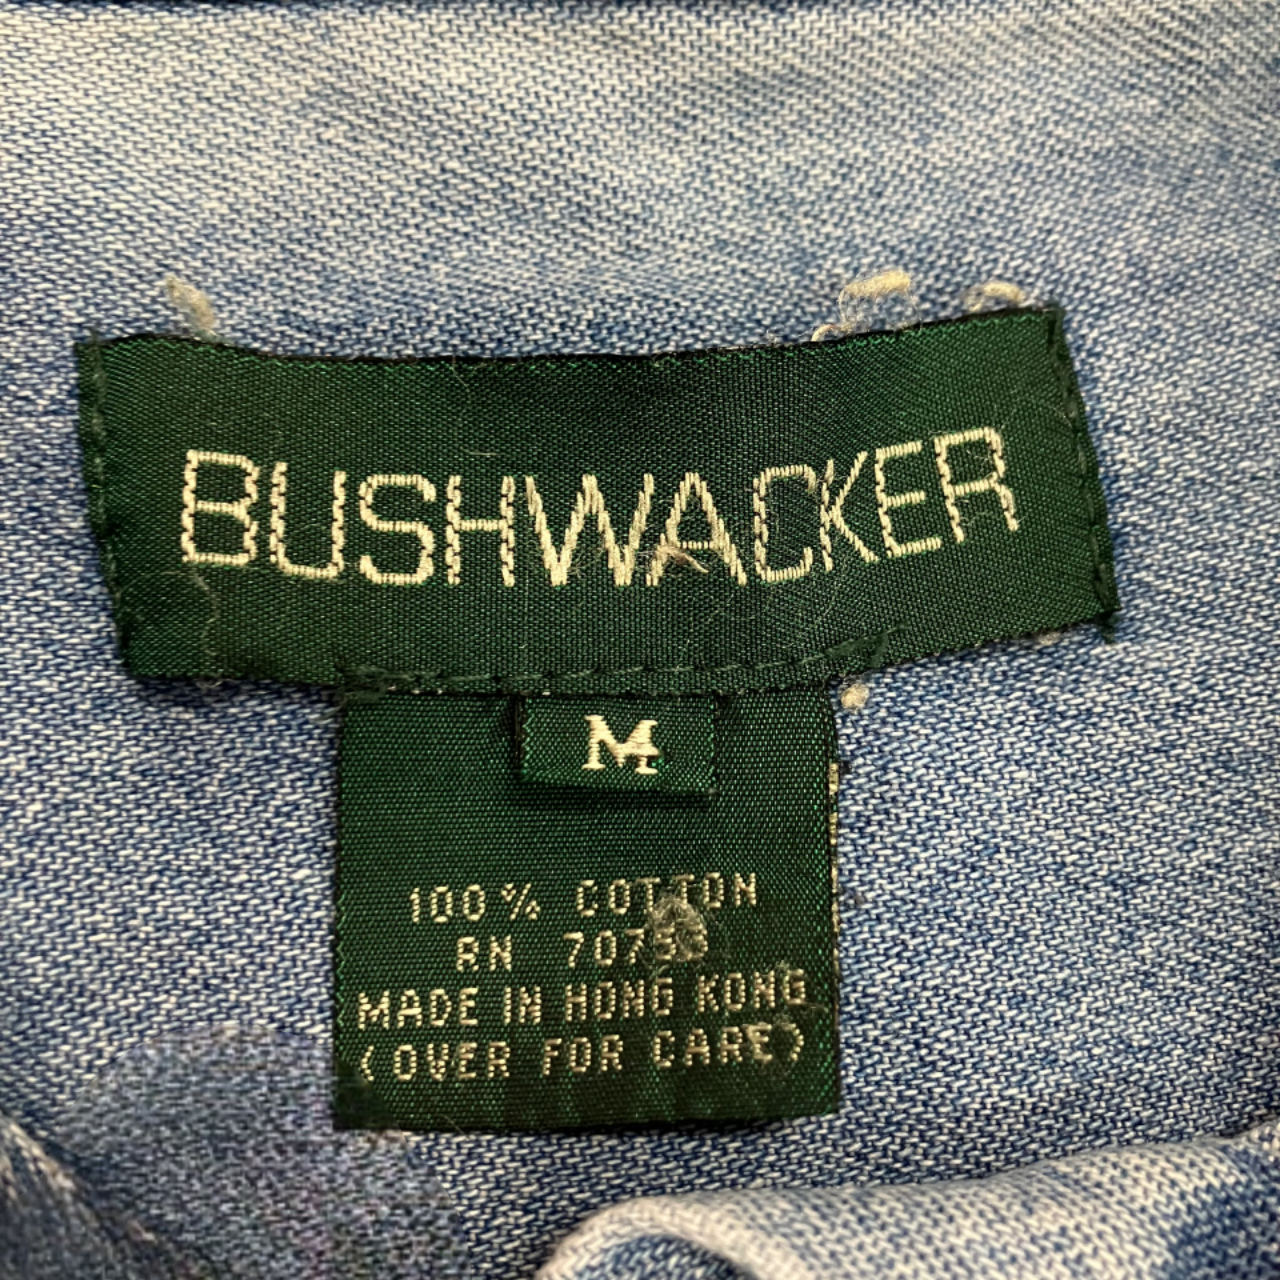 BUSHWACKER
M
100% COTTON
RN
MADE IN HONG KONG
(OVER FOR CARE)